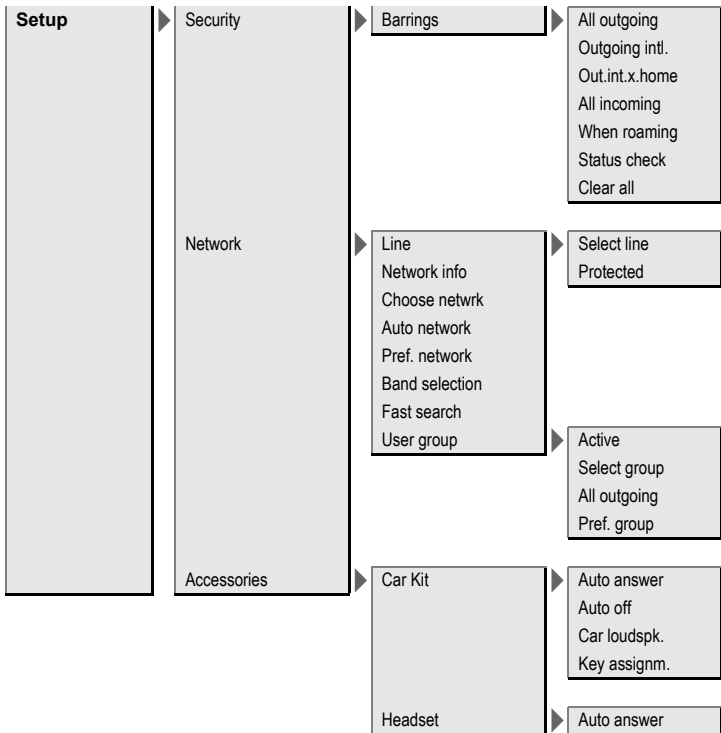 Setup
Security
Barrings
All outgoing
Outgoing intl.
Out.int.x.home
All incoming
When roaming
Status check
Clear all
Network
Line
Select line
Network info
Protected
Choose netwrk
Auto network
Pref. network
Band selection
Fast search
User group
Active
Select group
All outgoing
Pref. group
Accessories
Car Kit
Auto answer
Auto off
Car loudspk.
Key assignm.
Headset
Auto answer